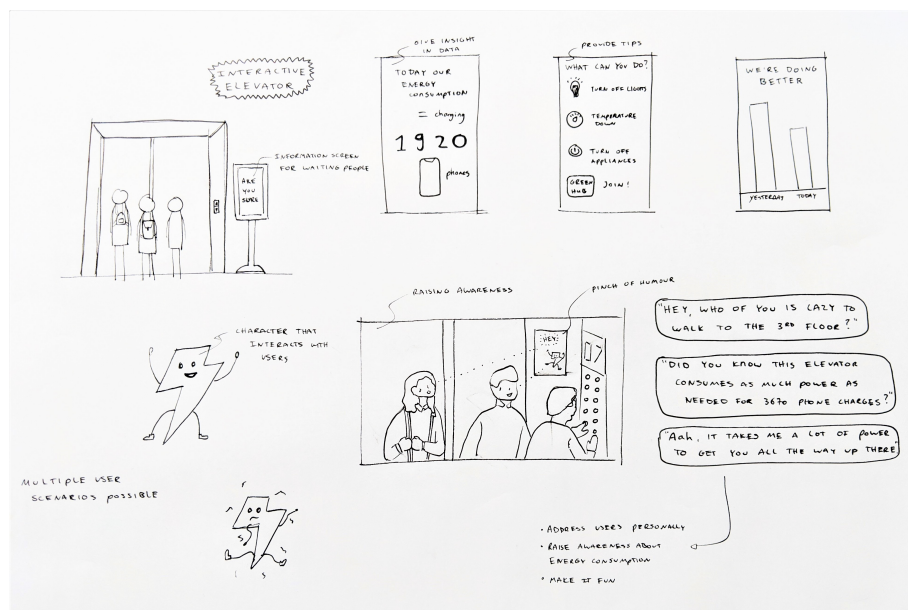 INTERACTIVE
ELEVATOR
INFORMATION SCREEN
FOR WAITING PEOPLE
ARE
YOU
SURE
GIVE INSIGHT
IN DATA
TODAY OUR
ENERGY
CONSUMPTION
= charging
1920
phones
PROVIDE TIPS
WHAT CAN YOU DO?
TURN OFF LIGHTS
TEMPERATURE
DOWN
TURN OFF
APPLIANCES
GREEN
HUB
JOIN!
WE'RE DOING
BETTER
YESTERDAY TODAY
CHARACTER THAT
INTERACTS WITH
USERS
RAISING AWARENESS
PINCH OF HUMOUR
HEY!
07
"HEY, WHO OF YOU IS LAZY TO
WALK TO THE 3RD FLOOR?"
"DID YOU KNOW THIS ELEVATOR
CONSUMES AS MUCH POWER AS
NEEDED FOR 3670 PHONE CHARGES?"
"Aah, IT TAKES ME A LOT OF POWER
TO GET YOU ALL THE WAY UP THERE"
MULTIPLE USER
SCENARIOS POSSIBLE
• ADDRESS USERS PERSONALLY
• RAISE AWARENESS ABOUT
ENERGY CONSUMPTION
• MAKE IT FUN